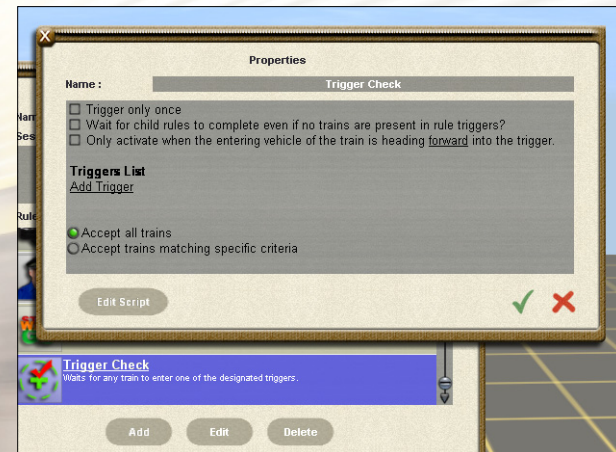 X
Properties
Name :
Trigger Check
Trigger only once
Wait for child rules to complete even if no trains are present in rule triggers?
Only activate when the entering vehicle of the train is heading forward into the trigger.
Triggers List
Add Trigger
Accept all trains
Accept trains matching specific criteria
Edit Script
Nam
Ses
Rule
Trigger Check
Waits for any train to enter one of the designated triggers.
Add
Edit
Delete